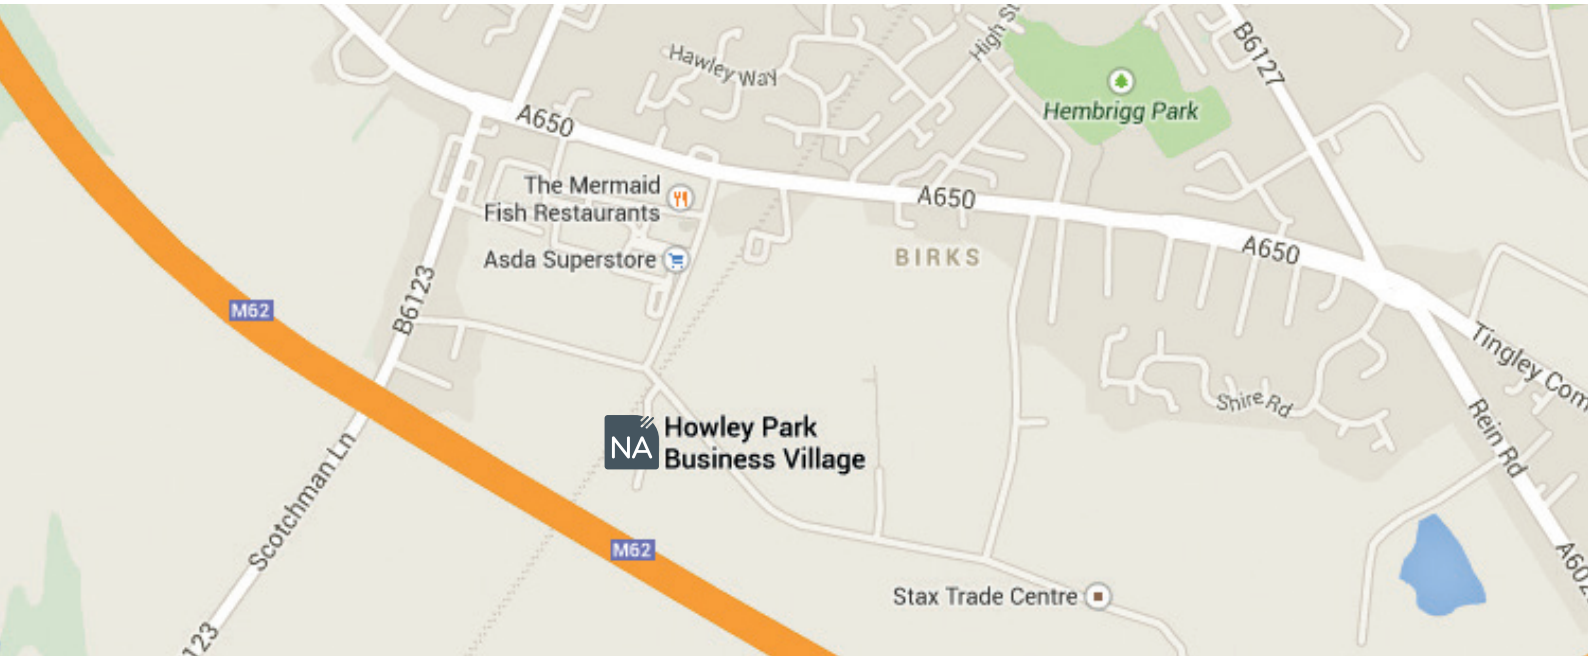 High St
B6127
Hawley Way
Hembrigg Park
A650
The Mermaid
Fish Restaurants
A650
A650
BIRKS
Asda Superstore
B6123
M62
Tingley Com
Shire Rd
Rein Rd
NA
Howley Park
Business Village
Scotchman Ln
M62
A602
Stax Trade Centre
123